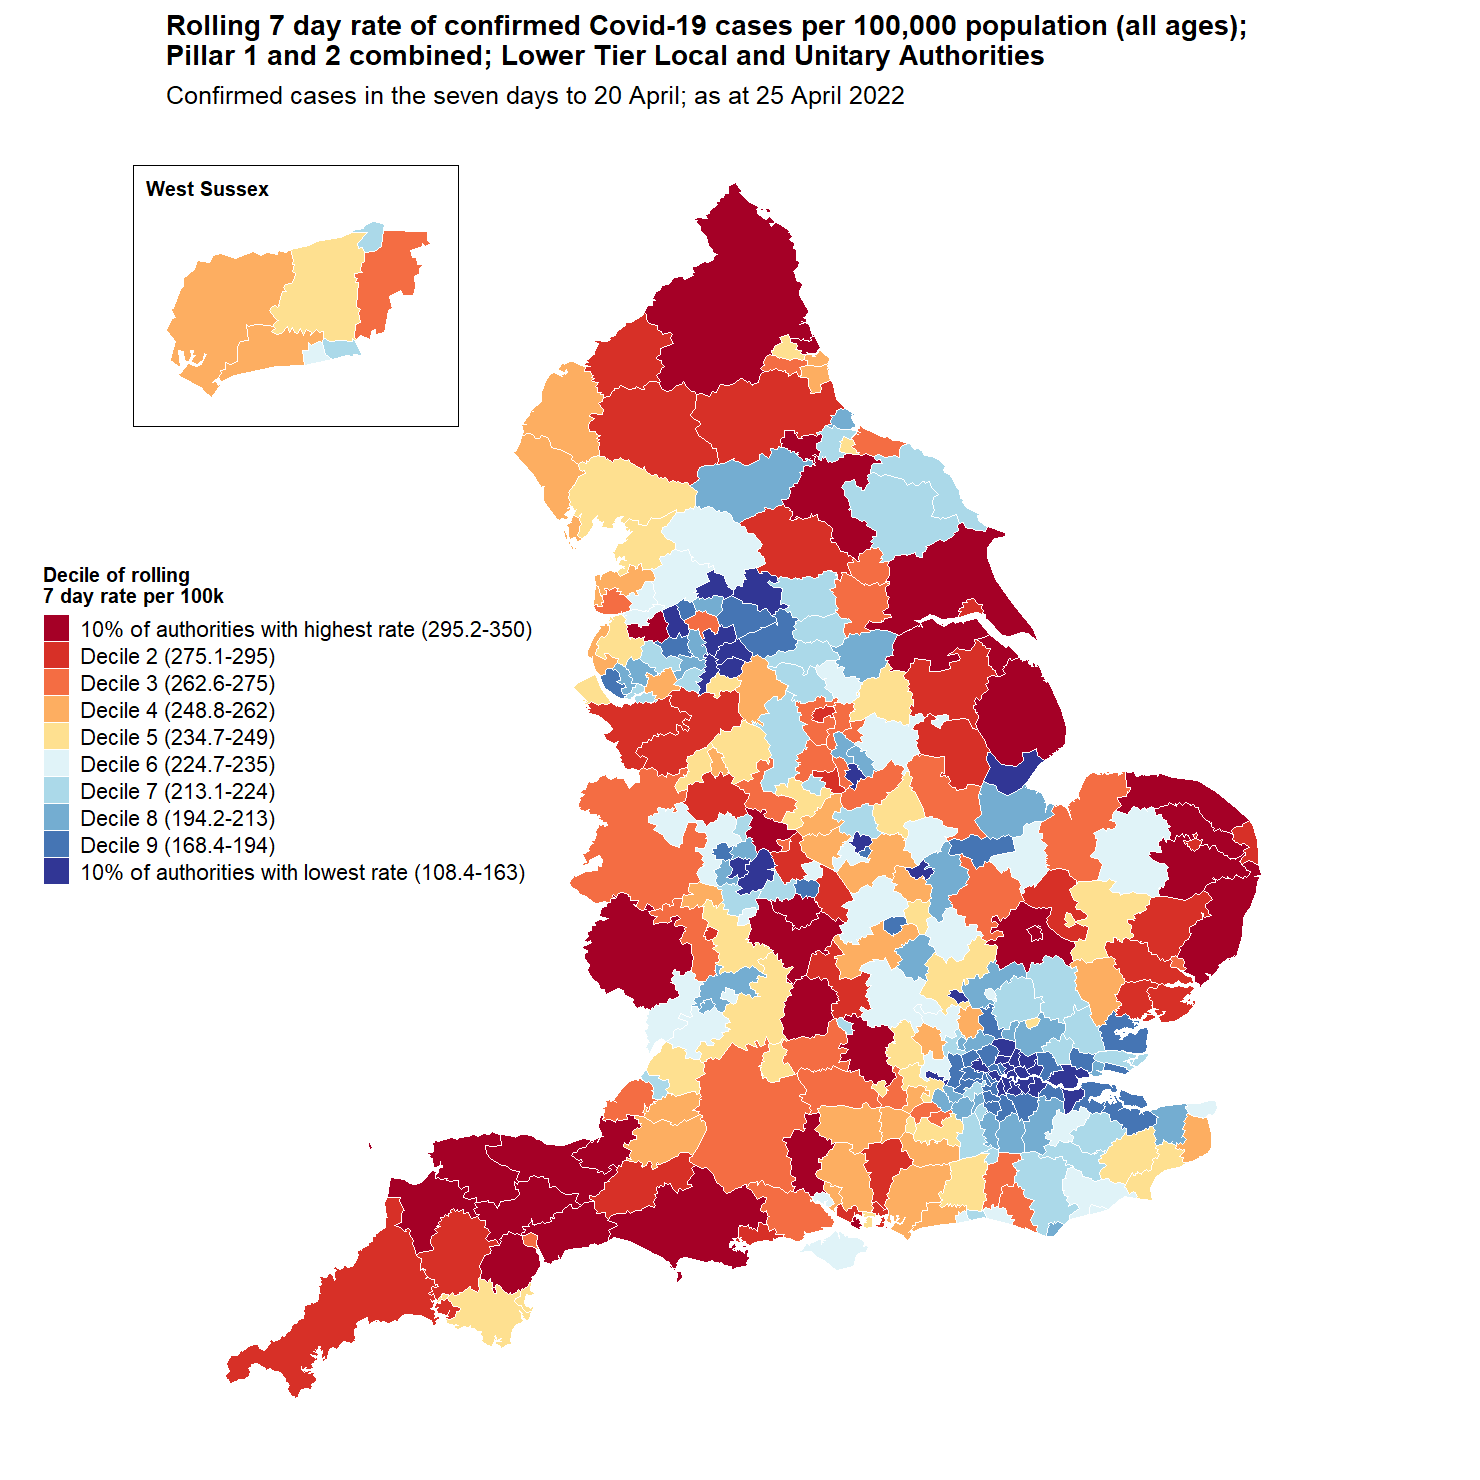 Rolling 7 day rate of confirmed Covid-19 cases per 100,000 population (all ages);
Pillar 1 and 2 combined; Lower Tier Local and Unitary Authorities
Confirmed cases in the seven days to 20 April; as at 25 April 2022
West Sussex
Decile of rolling
7 day rate per 100k
10% of authorities with highest rate (295.2-350)
Decile 2 (275.1-295)
Decile 3 (262.6-275)
Decile 4 (248.8-262)
Decile 5 (234.7-249)
Decile 6 (224.7-235)
Decile 7 (213.1-224)
Decile 8 (194.2-213)
Decile 9 (168.4-194)
10% of authorities with lowest rate (108.4-163)